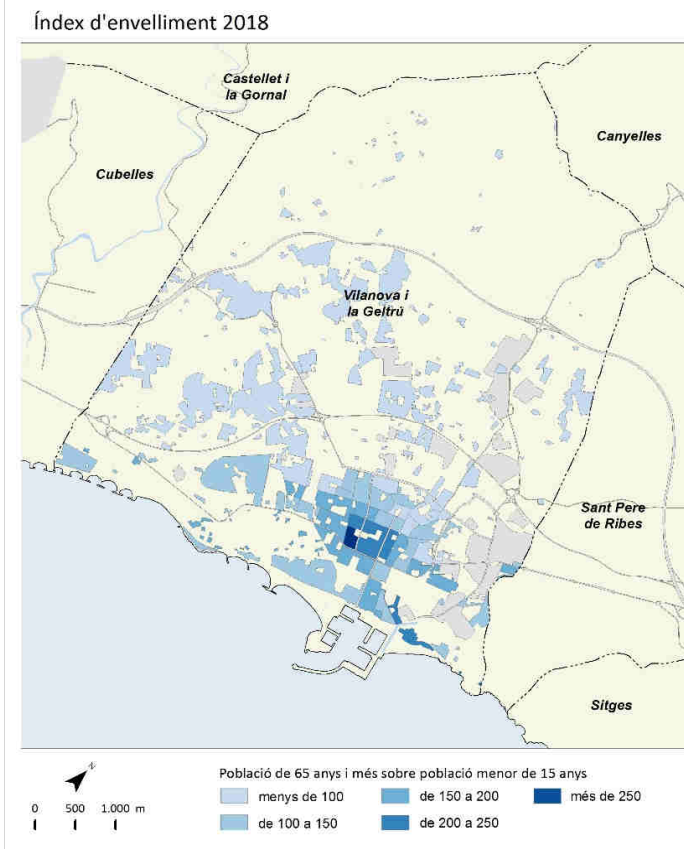 Índex d'envelliment 2018
Castellet i
la Gornal
Canyelles
Cubelles
Vilanova i
la Geltrú
Sant Pere
de Ribes
Sitges
N
Població de 65 anys i més sobre població menor de 15 anys
menys de 100
de 150 a 200
més de 250
0 500 1.000 m
de 100 a 150
de 200 a 250